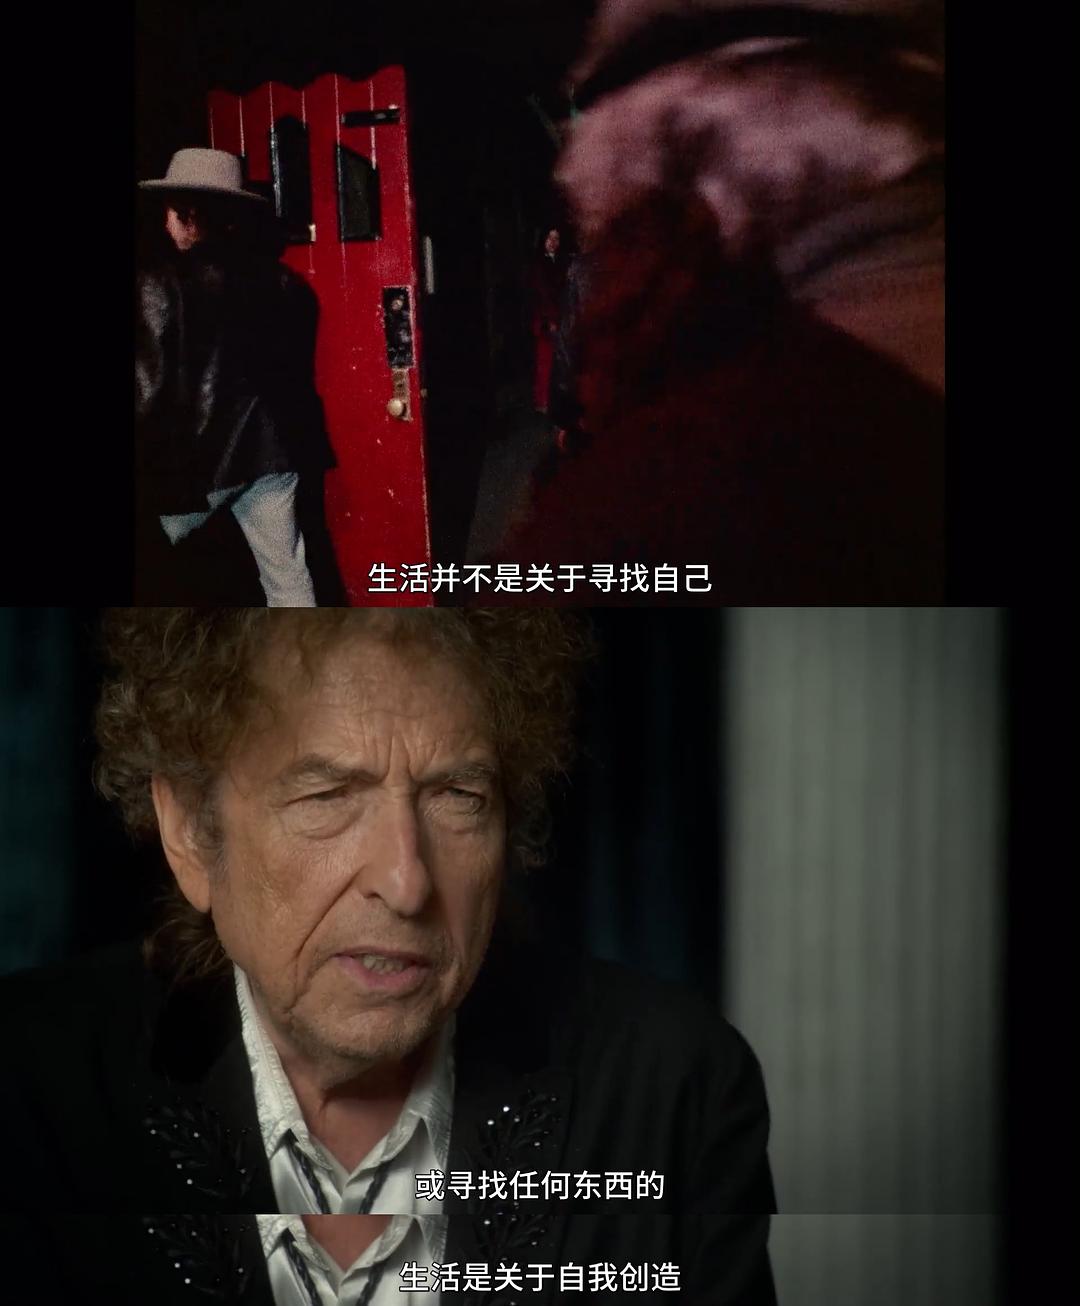 生活并不是关于寻找自己
或寻找任何东西的
生活是关于自我创造